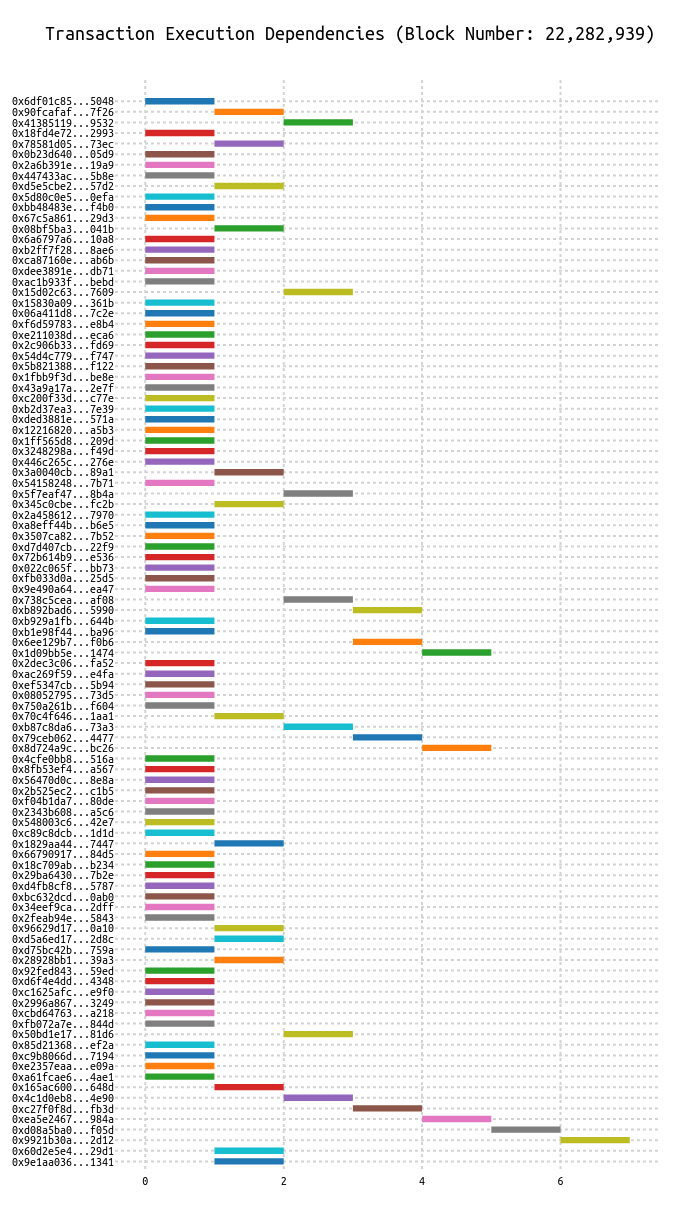 Transaction Execution Dependencies (Block Number: 22,282,939)
0x6df01c85...5048
0x90fcafaf...7f26
0x41385119...9532
0x18fd4e72...2993
0x78581d05...73ec
0x0b23d640...05d9
0x2a6b391e...19a9
0x447433ac...5b8e
0xd5e5cbe2...57d2
0x5d80c0e5...0efa
0xbb48483e...f4b0
0x67c5a861...29d3
0x08bf5ba3...041b
0x6a6797a6...10a8
0xb2ff7f28...8ae6
0xca87160e...ab6b
0xdee3891e...db71
0xac1b933f...bebd
0x15d02c63...7609
0x15830a09...361b
0x06a411d8...7c2e
0xf6d59783...e8b4
0xe211038d...eca6
0x2c906b33...fd69
0x54d4c779...f747
0x5b821388...f122
0x1fbb9f3d...be8e
0x43a9a17a...2e7f
0xc200f33d...c77e
0xb2d37ea3...7e39
0xded3881e...571a
0x12216820...a5b3
0x1ff565d8...209d
0x3248298a...f49d
0x446c265c...276e
0x3a0040cb...89a1
0x54158248...7b71
0x5f7eaf47...8b4a
0x345c0cbe...fc2b
0x2a458612...7970
0xa8eff44b...b6e5
0x3507ca82...7b52
0xd7d407cb...22f9
0x72b614b9...e536
0x022c065f...bb73
0xfb033d0a...25d5
0x9e490a64...ea47
0x738c5cea...af08
0xb892bad6...5990
0xb929a1fb...644b
0xb1e98f44...ba96
0x6ee129b7...f0b6
0x1d09bb5e...1474
0x2dec3c06...fa52
0xac269f59...e4fa
0xef5347cb...5b94
0x08052795...73d5
0x750a261b...f604
0x70c4f646...1aa1
0xb87c8da6...73a3
0x79ceb062...4477
0x8d724a9c...bc26
0x4cfe0bb8...516a
0x8fb53ef4...a567
0x56470d0c...8e8a
0x2b525ec2...c1b5
0xf04b1da7...80de
0x2343b608...a5c6
0x548003c6...42e7
0xc89c8dcb...1d1d
0x1829aa44...7447
0x66790917...84d5
0x18c709ab...b234
0x29ba6430...7b2e
0xd4fb8cf8...5787
0xbc632dcd...0ab0
0x34eef9ca...2dff
0x2feab94e...5843
0x96629d17...0a10
0xd5a6ed17...2d8c
0xd75bc42b...759a
0x28928bb1...39a3
0x92fed843...59ed
0xd6f4e4dd...4348
0xc1625afc...e9f0
0x2996a867...3249
0xcbd64763...a218
0xfb072a7e...844d
0x50bd1e17...81d6
0x85d21368...ef2a
0xc9b8066d...7194
0xe2357eaa...e09a
0xa61fcae6...4ae1
0x165ac600...648d
0x4c1d0eb8...4e90
0xc27f0f8d...fb3d
0xea5e2467...984a
0xd08a5ba0...f05d
0x9921b30a...2d12
0x60d2e5e4...29d1
0x9e1aa036...1341
0 2 4 6